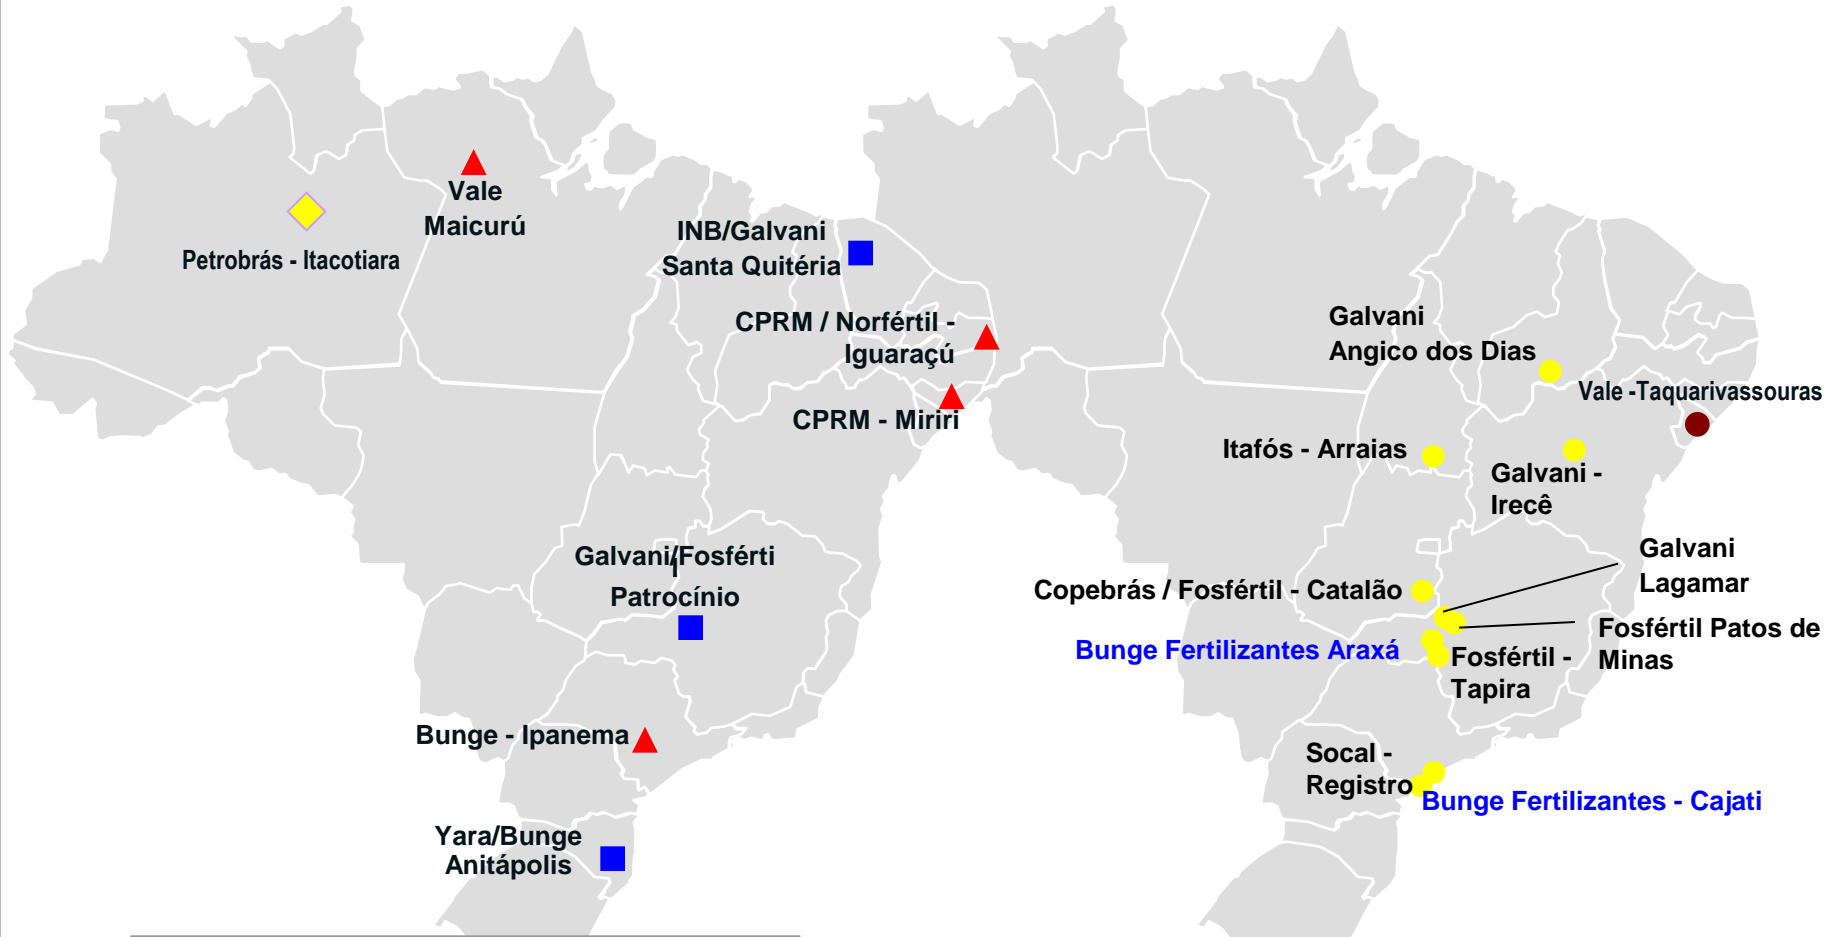 Vale
Maicurú
Petrobrás - Itacotiara
INB/Galvani
Santa Quitéria
CPRM / Norfértil -
Iguaraçú
CPRM - Miriri
Galvani/Fosférti
l
Patrocínio
Bunge - Ipanema
Yara/Bunge
Anitápolis
Galvani
Angico dos Dias
Vale -Taquarivassouras
Itafós - Arraias
Galvani -
Irecê
Galvani
Lagamar
Copebrás / Fosfértil - Catalão
Fosfértil Patos de
Minas
Bunge Fertilizantes Araxá
Fosfértil -
Tapira
Socal -
Registro
Bunge Fertilizantes - Cajati